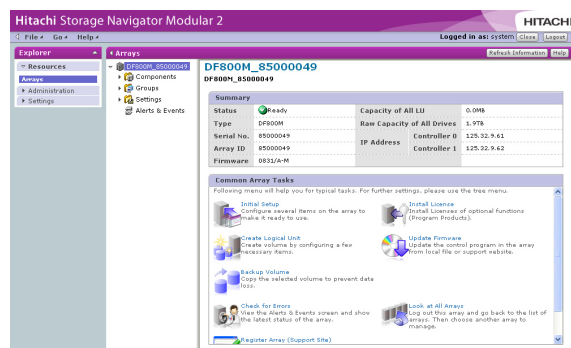 Hitachi Storage Navigator Modular 2
HITACHI
File Go Help
Logged in as: system Close Logout
Explorer
Resources
Arrays
Administration
Settings
Arrays
Refresh Information Help
DF800M_85000049
Components
Groups
Settings
Alerts & Events
DF800M_85000049
DF800M_85000049
Summary
Status Ready Capacity of All LU 0.0MB
Type DF800M Raw Capacity of All Drives 1.9TB
Serial No. 85000049 IP Address Controller 0 125.32.9.61
Array ID 85000049 Controller 1 125.32.9.62
Firmware 0831/A-M
Common Array Tasks
Following menu will help you for typical tasks. For further settings, please use the tree menu.
Initial Setup
Configure several items on the array to
make it ready to use.
Install License
Install Licenses of optional functions
(Program Products).
Create Logical Unit
Create volume by configuring a few
necessary items.
Update Firmware
Update the control program in the array
from local file or support website.
Backup Volume
Copy the selected volume to prevent data
loss.
Check for Errors
View the Alerts & Events screen and show
the latest status of the array.
Look at All Arrays
Log out this array and go back to the list of
arrays. Then choose another array to
manage.
Register Array (Support Site)